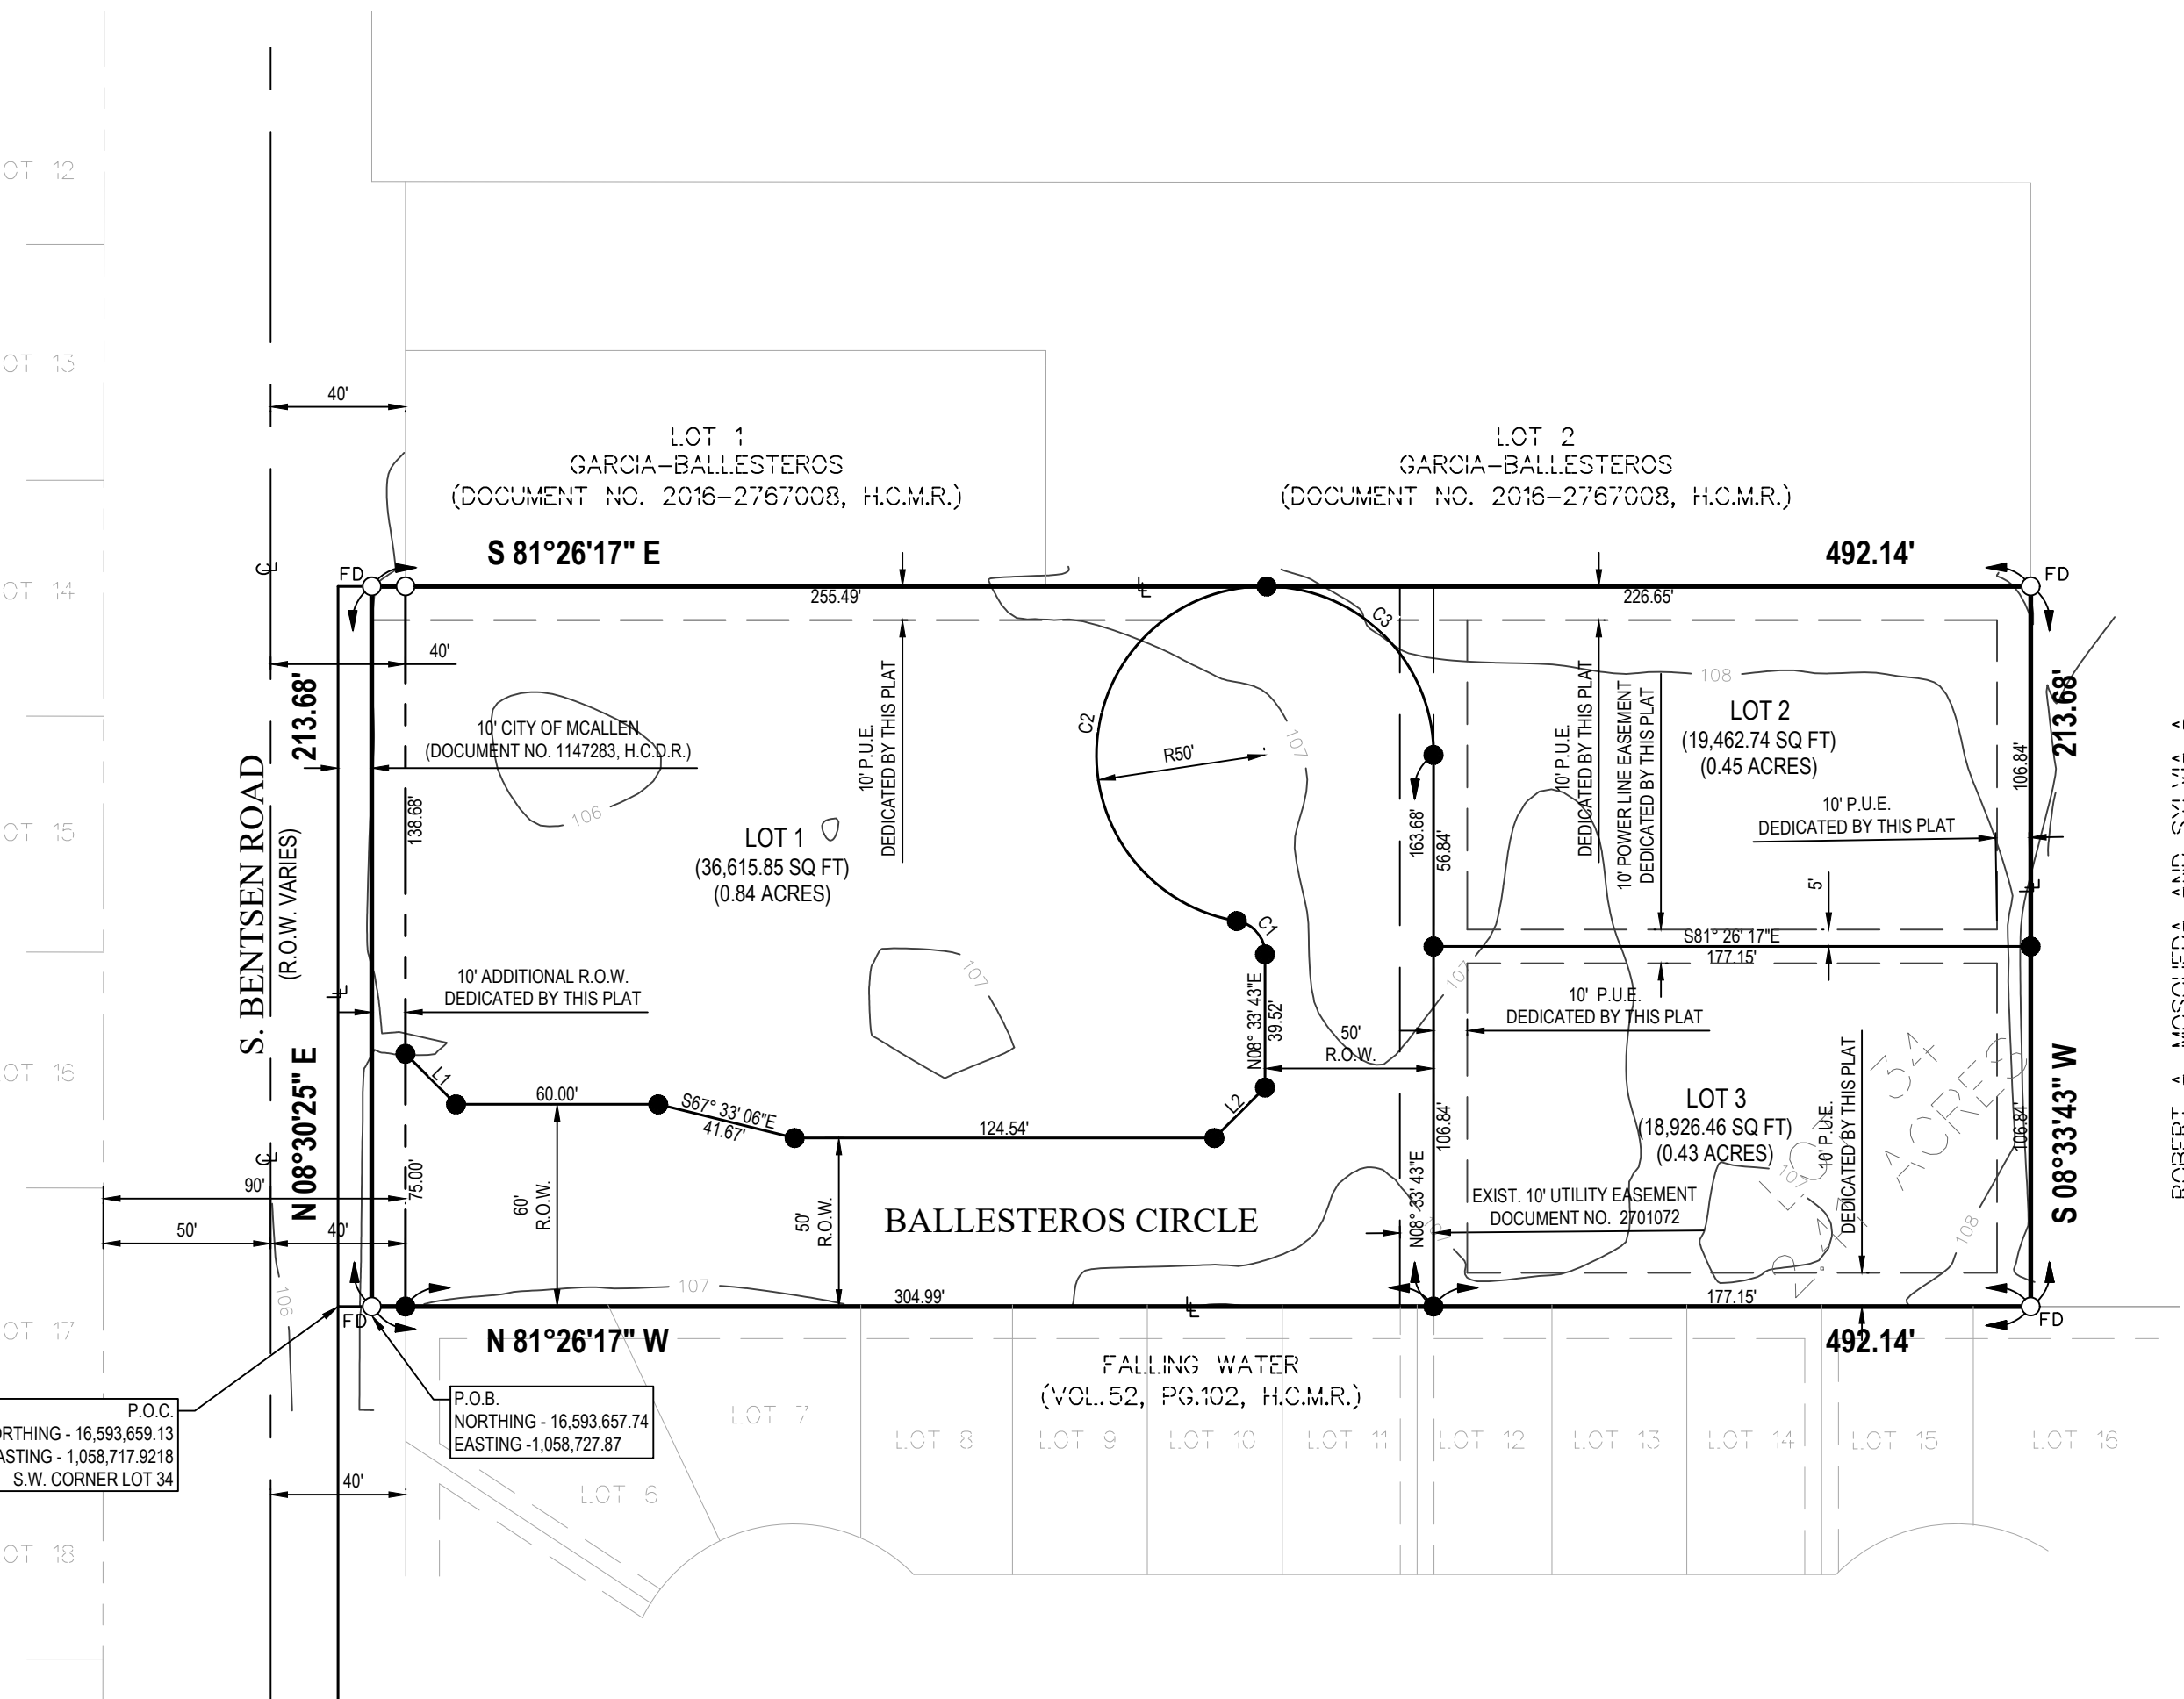 LOT 1
GARCIA-BALLESTEROS
(DOCUMENT NO. 2016-2767008, H.C.M.R.)
LOT 2
GARCIA-BALLESTEROS
(DOCUMENT NO. 2016-2767008, H.C.M.R.)
40'
S 81°26'17" E
492.14'
FD
FD
255.49'
226.65'
C3
40'
213.68'
213.68'
10' CITY OF MCALLEN
(DOCUMENT NO. 1147283, H.C.D.R.)
106
138.68'
10' P.U.E.
DEDICATED BY THIS PLAT
C2
R50'
107
108
10' P.U.E.
DEDICATED BY THIS PLAT
10' POWER LINE EASEMENT
DEDICATED BY THIS PLAT
LOT 2
(19,462.74 SQ FT)
(0.45 ACRES)
106.84'
10' P.U.E.
DEDICATED BY THIS PLAT
163.68'
56.84'
5'
LOT 1
(36,615.85 SQ FT)
(0.84 ACRES)
S. BENTSEN ROAD
(R.O.W. VARIES)
C1
S81° 26' 17"E
177.15'
10' ADDITIONAL R.O.W.
DEDICATED BY THIS PLAT
107
107
N08° 33' 43"E
39.52'
50'
R.O.W.
10' P.U.E.
DEDICATED BY THIS PLAT
L1
60.00'
S67° 33' 06"E
41.67'
124.54'
L2
106.84'
LOT 3
(18,926.46 SQ FT)
(0.43 ACRES)
10' P.U.E.
DEDICATED BY THIS PLAT
34
ACRES
106.84'
S 08°33'43" W
N 08°30'25" E
75.00'
90'
50'
40'
60'
R.O.W.
50'
R.O.W.
BALLESTEROS CIRCLE
N08° 33' 43"E
EXIST. 10' UTILITY EASEMENT
DOCUMENT NO. 2701072
107
108
106
107
304.99'
177.15'
FD
FD
N 81°26'17" W
492.14'
FALLING WATER
(VOL.52, PG.102, H.C.M.R.)
P.O.C.
16,593,659.13
1,058,717.9218
S.W. CORNER LOT 34
P.O.B.
NORTHING - 16,593,657.74
EASTING -1,058,727.87
40'
LOT 6
LOT 7
LOT 8
LOT 9
LOT 10
LOT 11
LOT 12
LOT 13
LOT 14
LOT 15
LOT 16
12
13
14
15
16
17
18